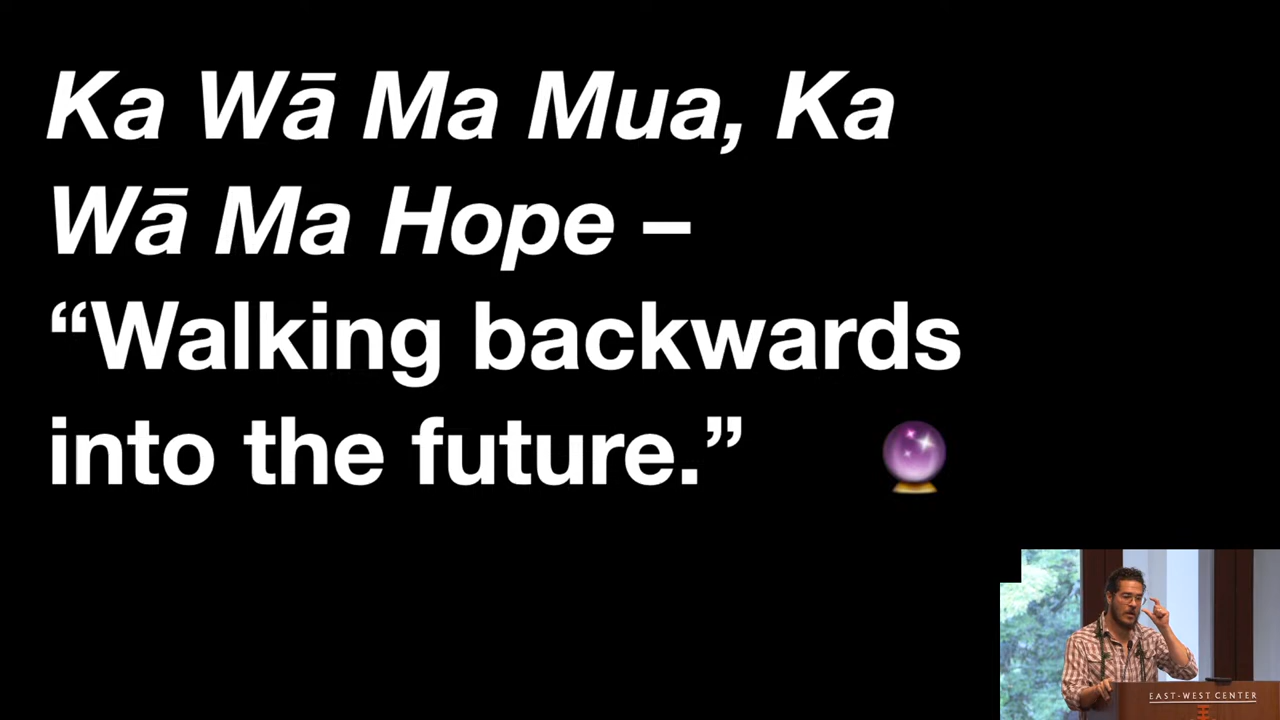 Ka Wā Ma Mua, Ka
Wā Ma Hope –
“Walking backwards
into the future.”
EAST-WEST CENTER